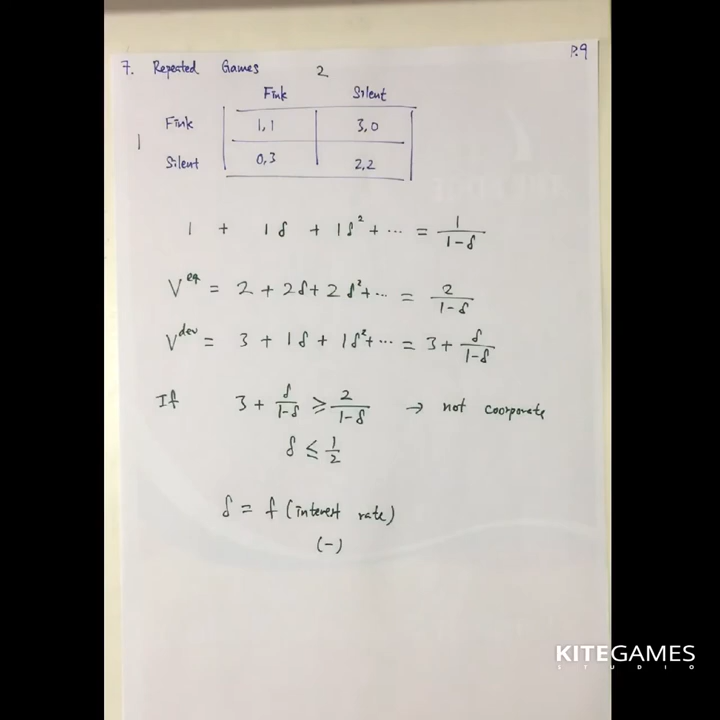 P.9
7. Repeated Games
2
Fink Silent
Fink 1,1 3,0
1
Silent 0,3 2,2
1 + 1δ + 1δ² + ··· = 1/(1-δ)
V^eq = 2 + 2δ + 2δ² + ··· = 2/(1-δ)
V^dev = 3 + 1δ + 1δ² + ··· = 3 + δ/(1-δ)
If 3 + δ/(1-δ) ≥ 2/(1-δ) → not coorporate
δ ≤ 1/2
δ = f (interest rate)
(-)
KITEGAMES
STUDIO